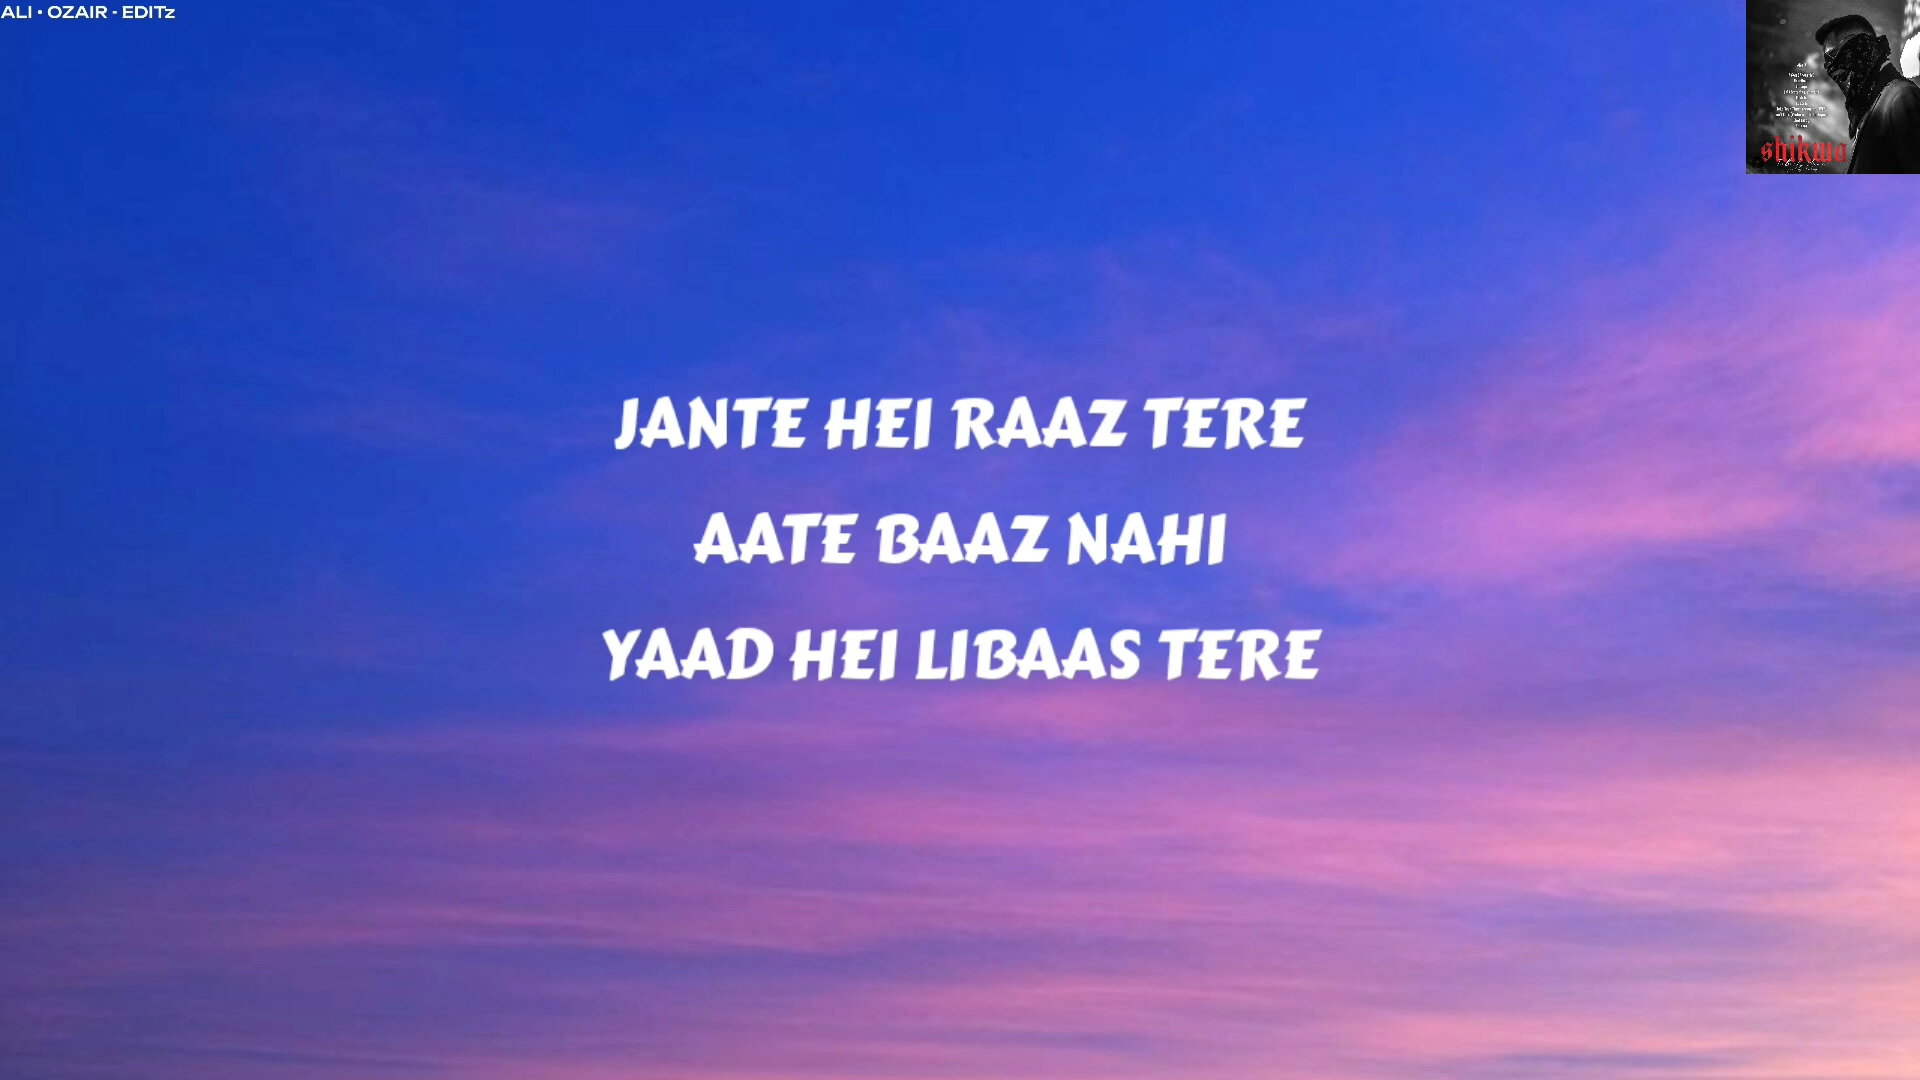 ALI • OZAIR - EDITz
JANTE HEI RAAZ TERE
AATE BAAZ NAHI
YAAD HEI LIBAAS TERE
shikwa